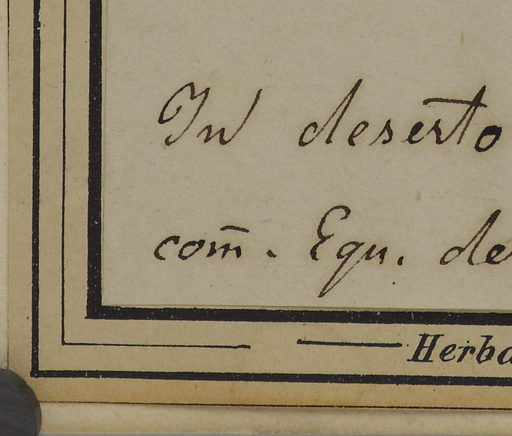 In deserto
com̄. Equ. de
Herba